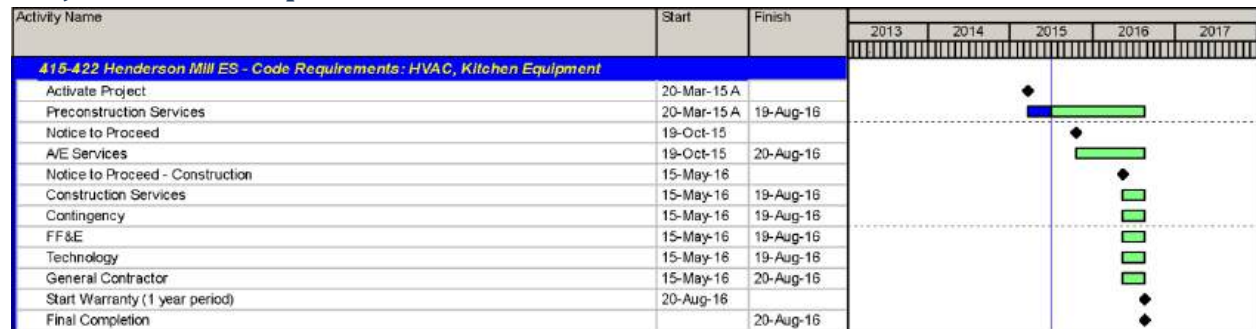 Activity Name Start Finish
2013 2014 2015 2016 2017
415-422 Henderson Mill ES - Code Requirements: HVAC, Kitchen Equipment
Activate Project 20-Mar-15 A
Preconstruction Services 20-Mar-15 A 19-Aug-16
Notice to Proceed 19-Oct-15
A/E Services 19-Oct-15 20-Aug-16
Notice to Proceed - Construction 15-May-16
Construction Services 15-May-16 19-Aug-16
Contingency 15-May-16 19-Aug-16
FF&E 15-May-16 19-Aug-16
Technology 15-May-16 19-Aug-16
General Contractor 15-May-16 20-Aug-16
Start Warranty (1 year period) 20-Aug-16
Final Completion 20-Aug-16